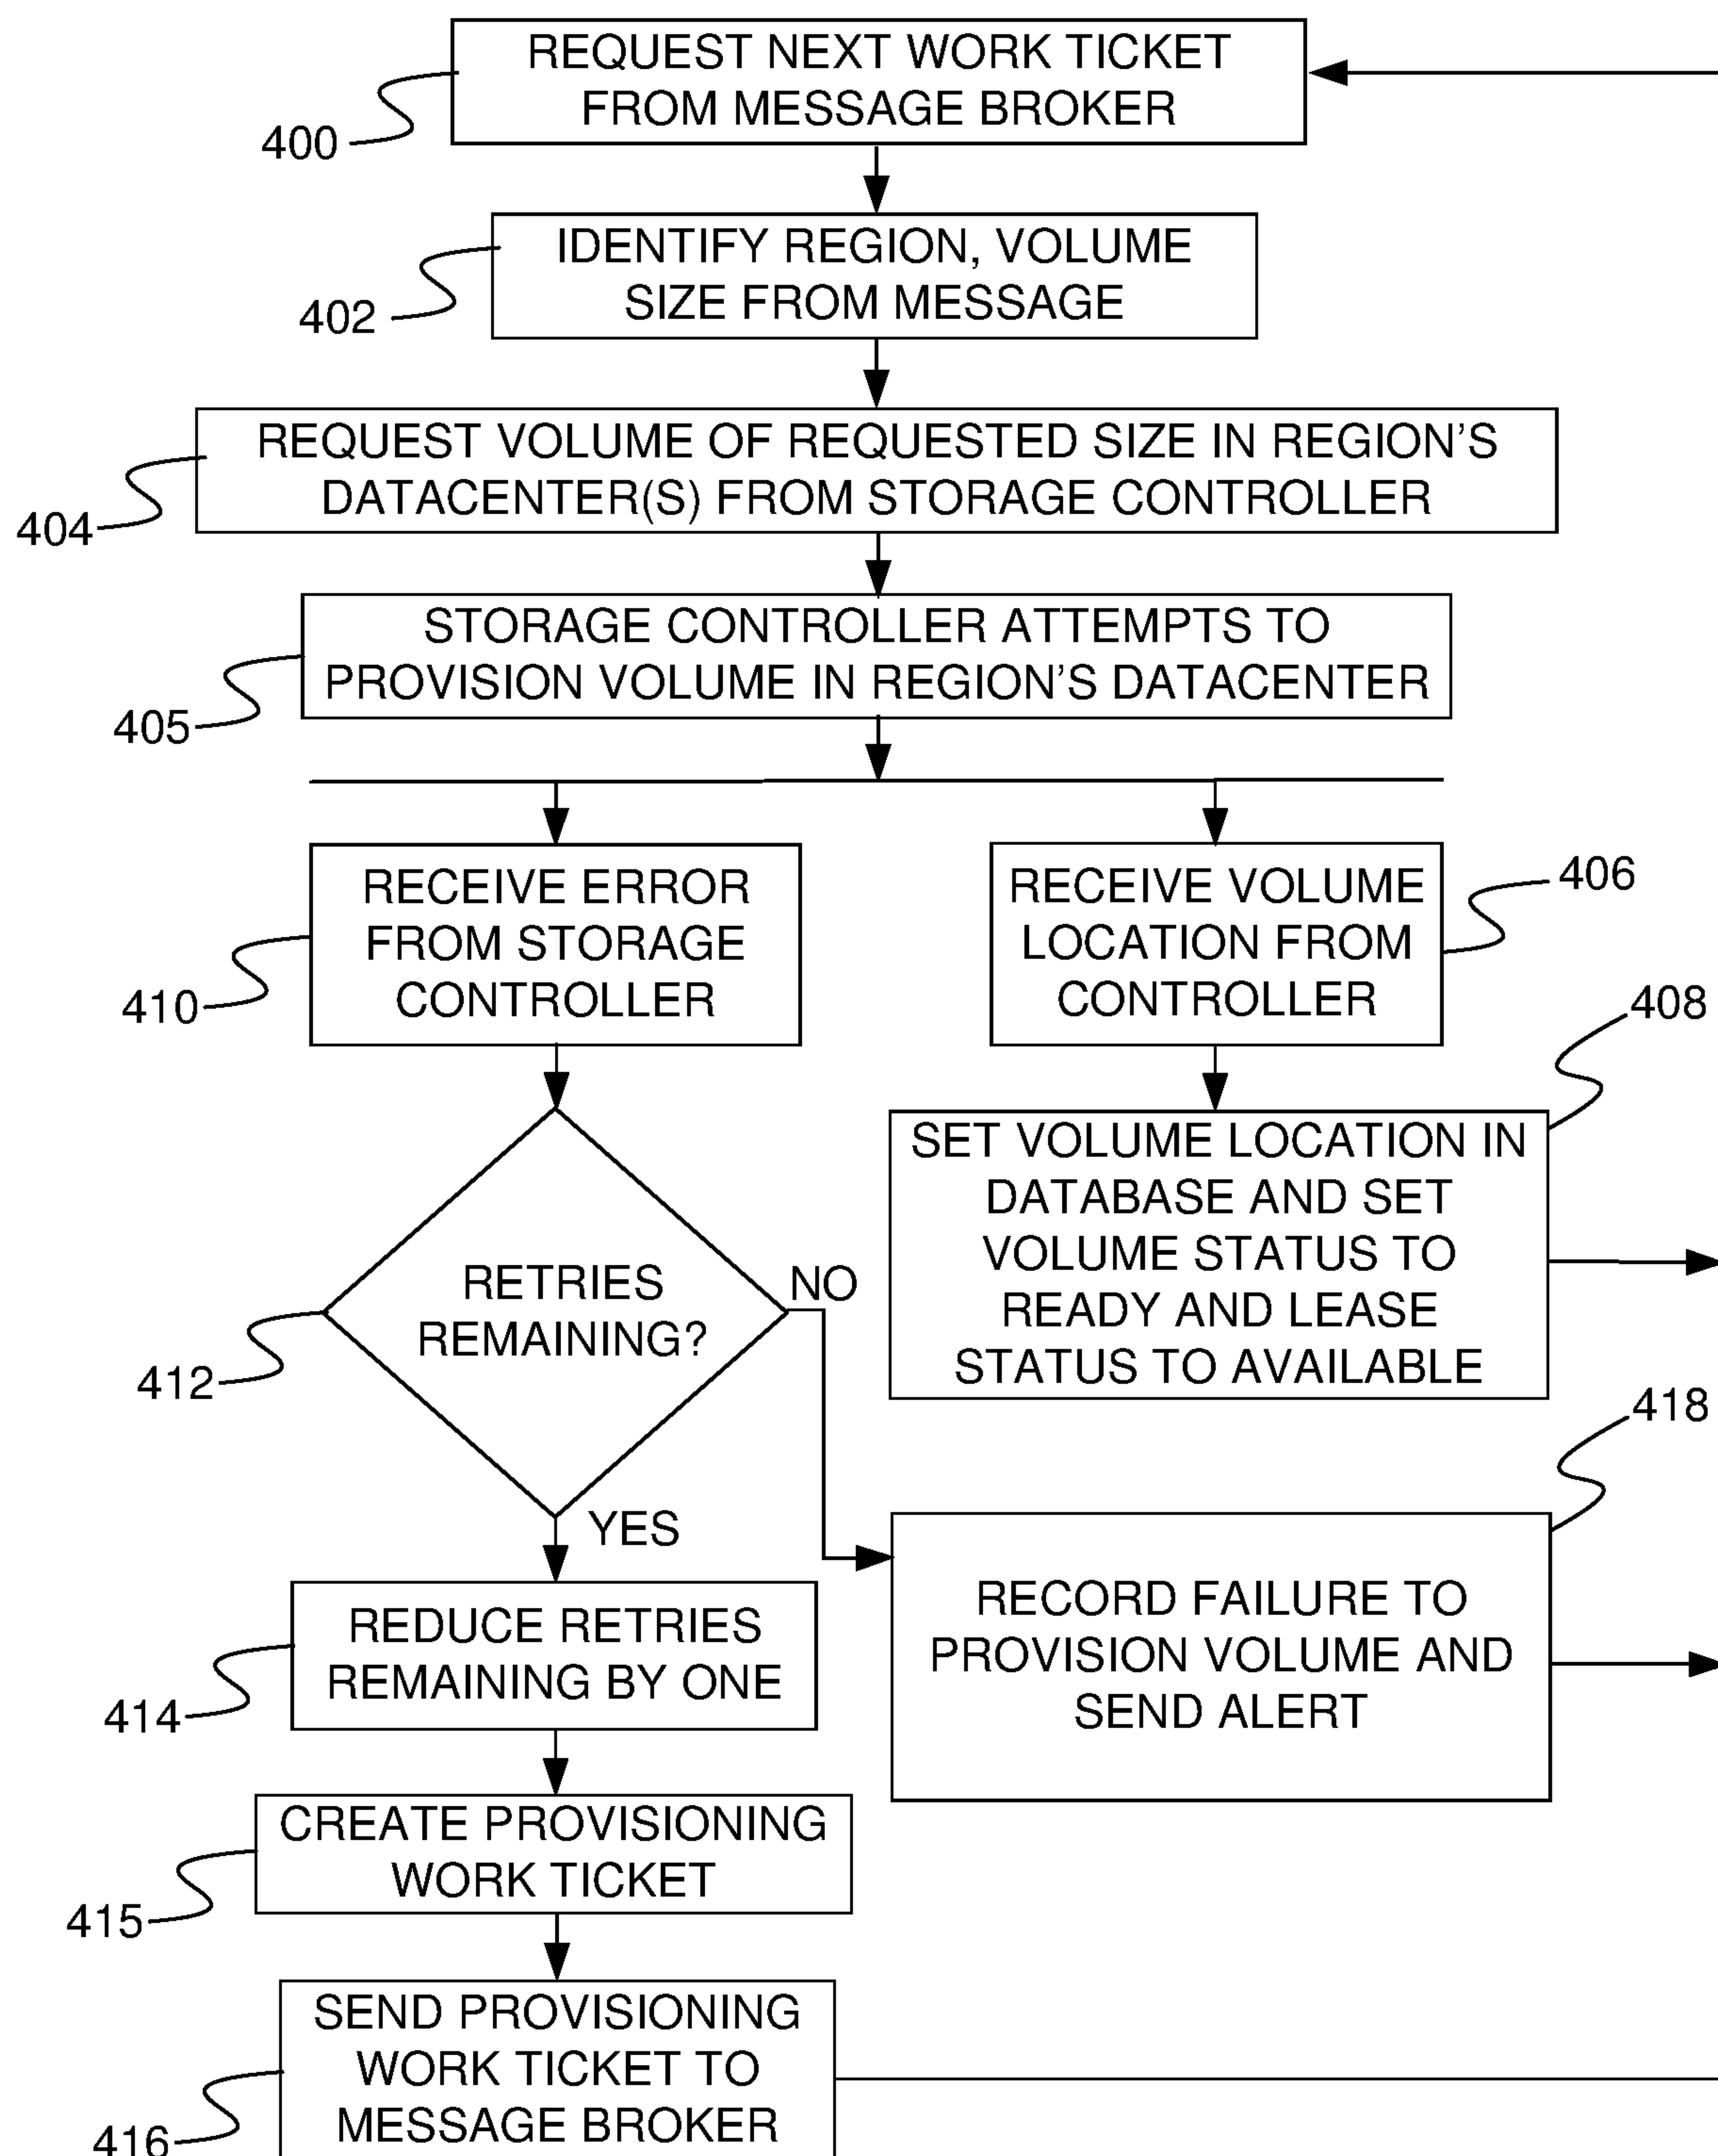 REQUEST NEXT WORK TICKET
FROM MESSAGE BROKER
400
IDENTIFY REGION, VOLUME
SIZE FROM MESSAGE
402
REQUEST VOLUME OF REQUESTED SIZE IN REGION'S
DATACENTER(S) FROM STORAGE CONTROLLER
404
STORAGE CONTROLLER ATTEMPTS TO
PROVISION VOLUME IN REGION'S DATACENTER
405
RECEIVE ERROR
FROM STORAGE
CONTROLLER
410
RECEIVE VOLUME
LOCATION FROM
CONTROLLER
406
408
SET VOLUME LOCATION IN
DATABASE AND SET
VOLUME STATUS TO
READY AND LEASE
STATUS TO AVAILABLE
RETRIES
REMAINING?
NO
412
YES
418
RECORD FAILURE TO
PROVISION VOLUME AND
SEND ALERT
REDUCE RETRIES
REMAINING BY ONE
414
CREATE PROVISIONING
WORK TICKET
415
SEND PROVISIONING
WORK TICKET TO
MESSAGE BROKER
416